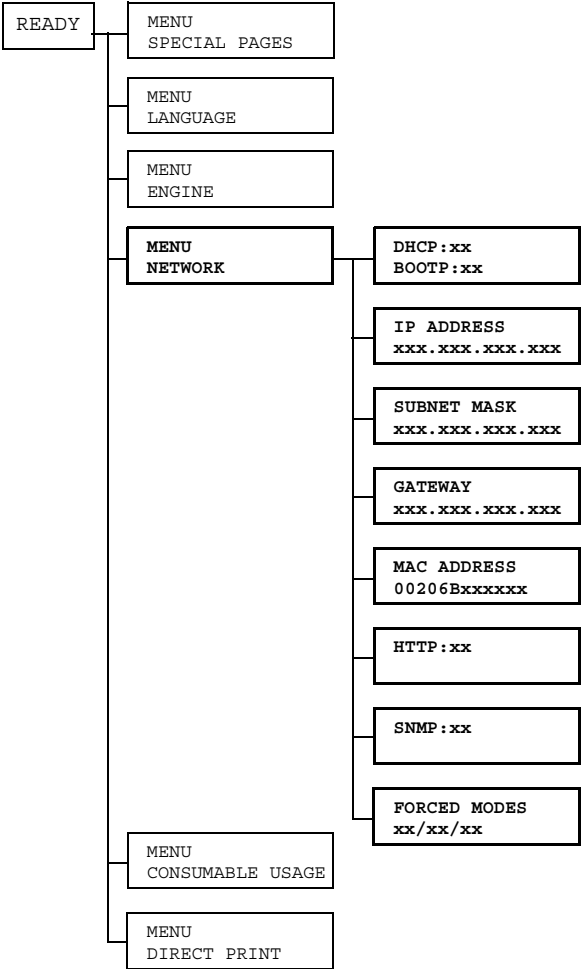 READY
MENU
SPECIAL PAGES
MENU
LANGUAGE
MENU
ENGINE
MENU
NETWORK
DHCP:xx
BOOTP:xx
IP ADDRESS
xxx.xxx.xxx.xxx
SUBNET MASK
xxx.xxx.xxx.xxx
GATEWAY
xxx.xxx.xxx.xxx
MAC ADDRESS
00206Bxxxxxx
HTTP:xx
SNMP:xx
FORCED MODES
xx/xx/xx
MENU
CONSUMABLE USAGE
MENU
DIRECT PRINT